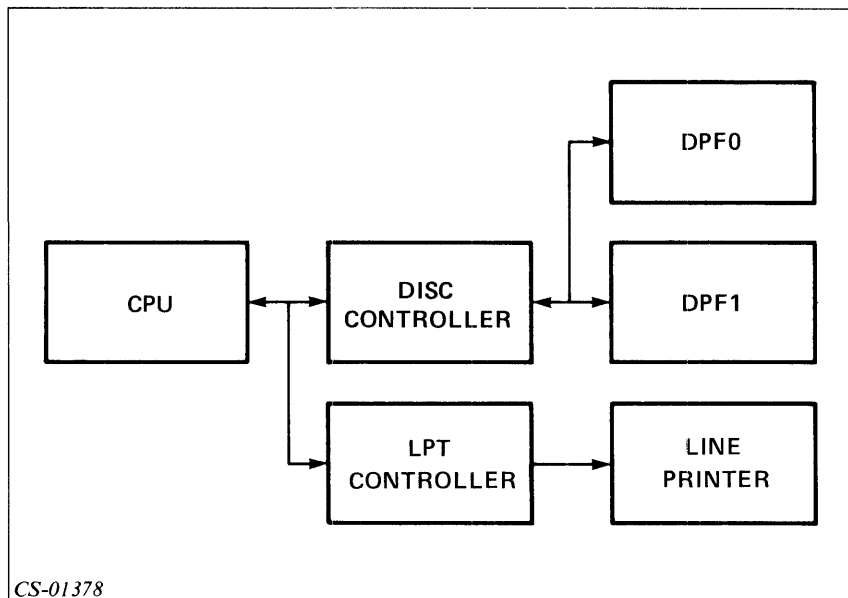 DPF0
CPU
DISC
CONTROLLER
DPF1
LPT
CONTROLLER
LINE
PRINTER
CS-01378